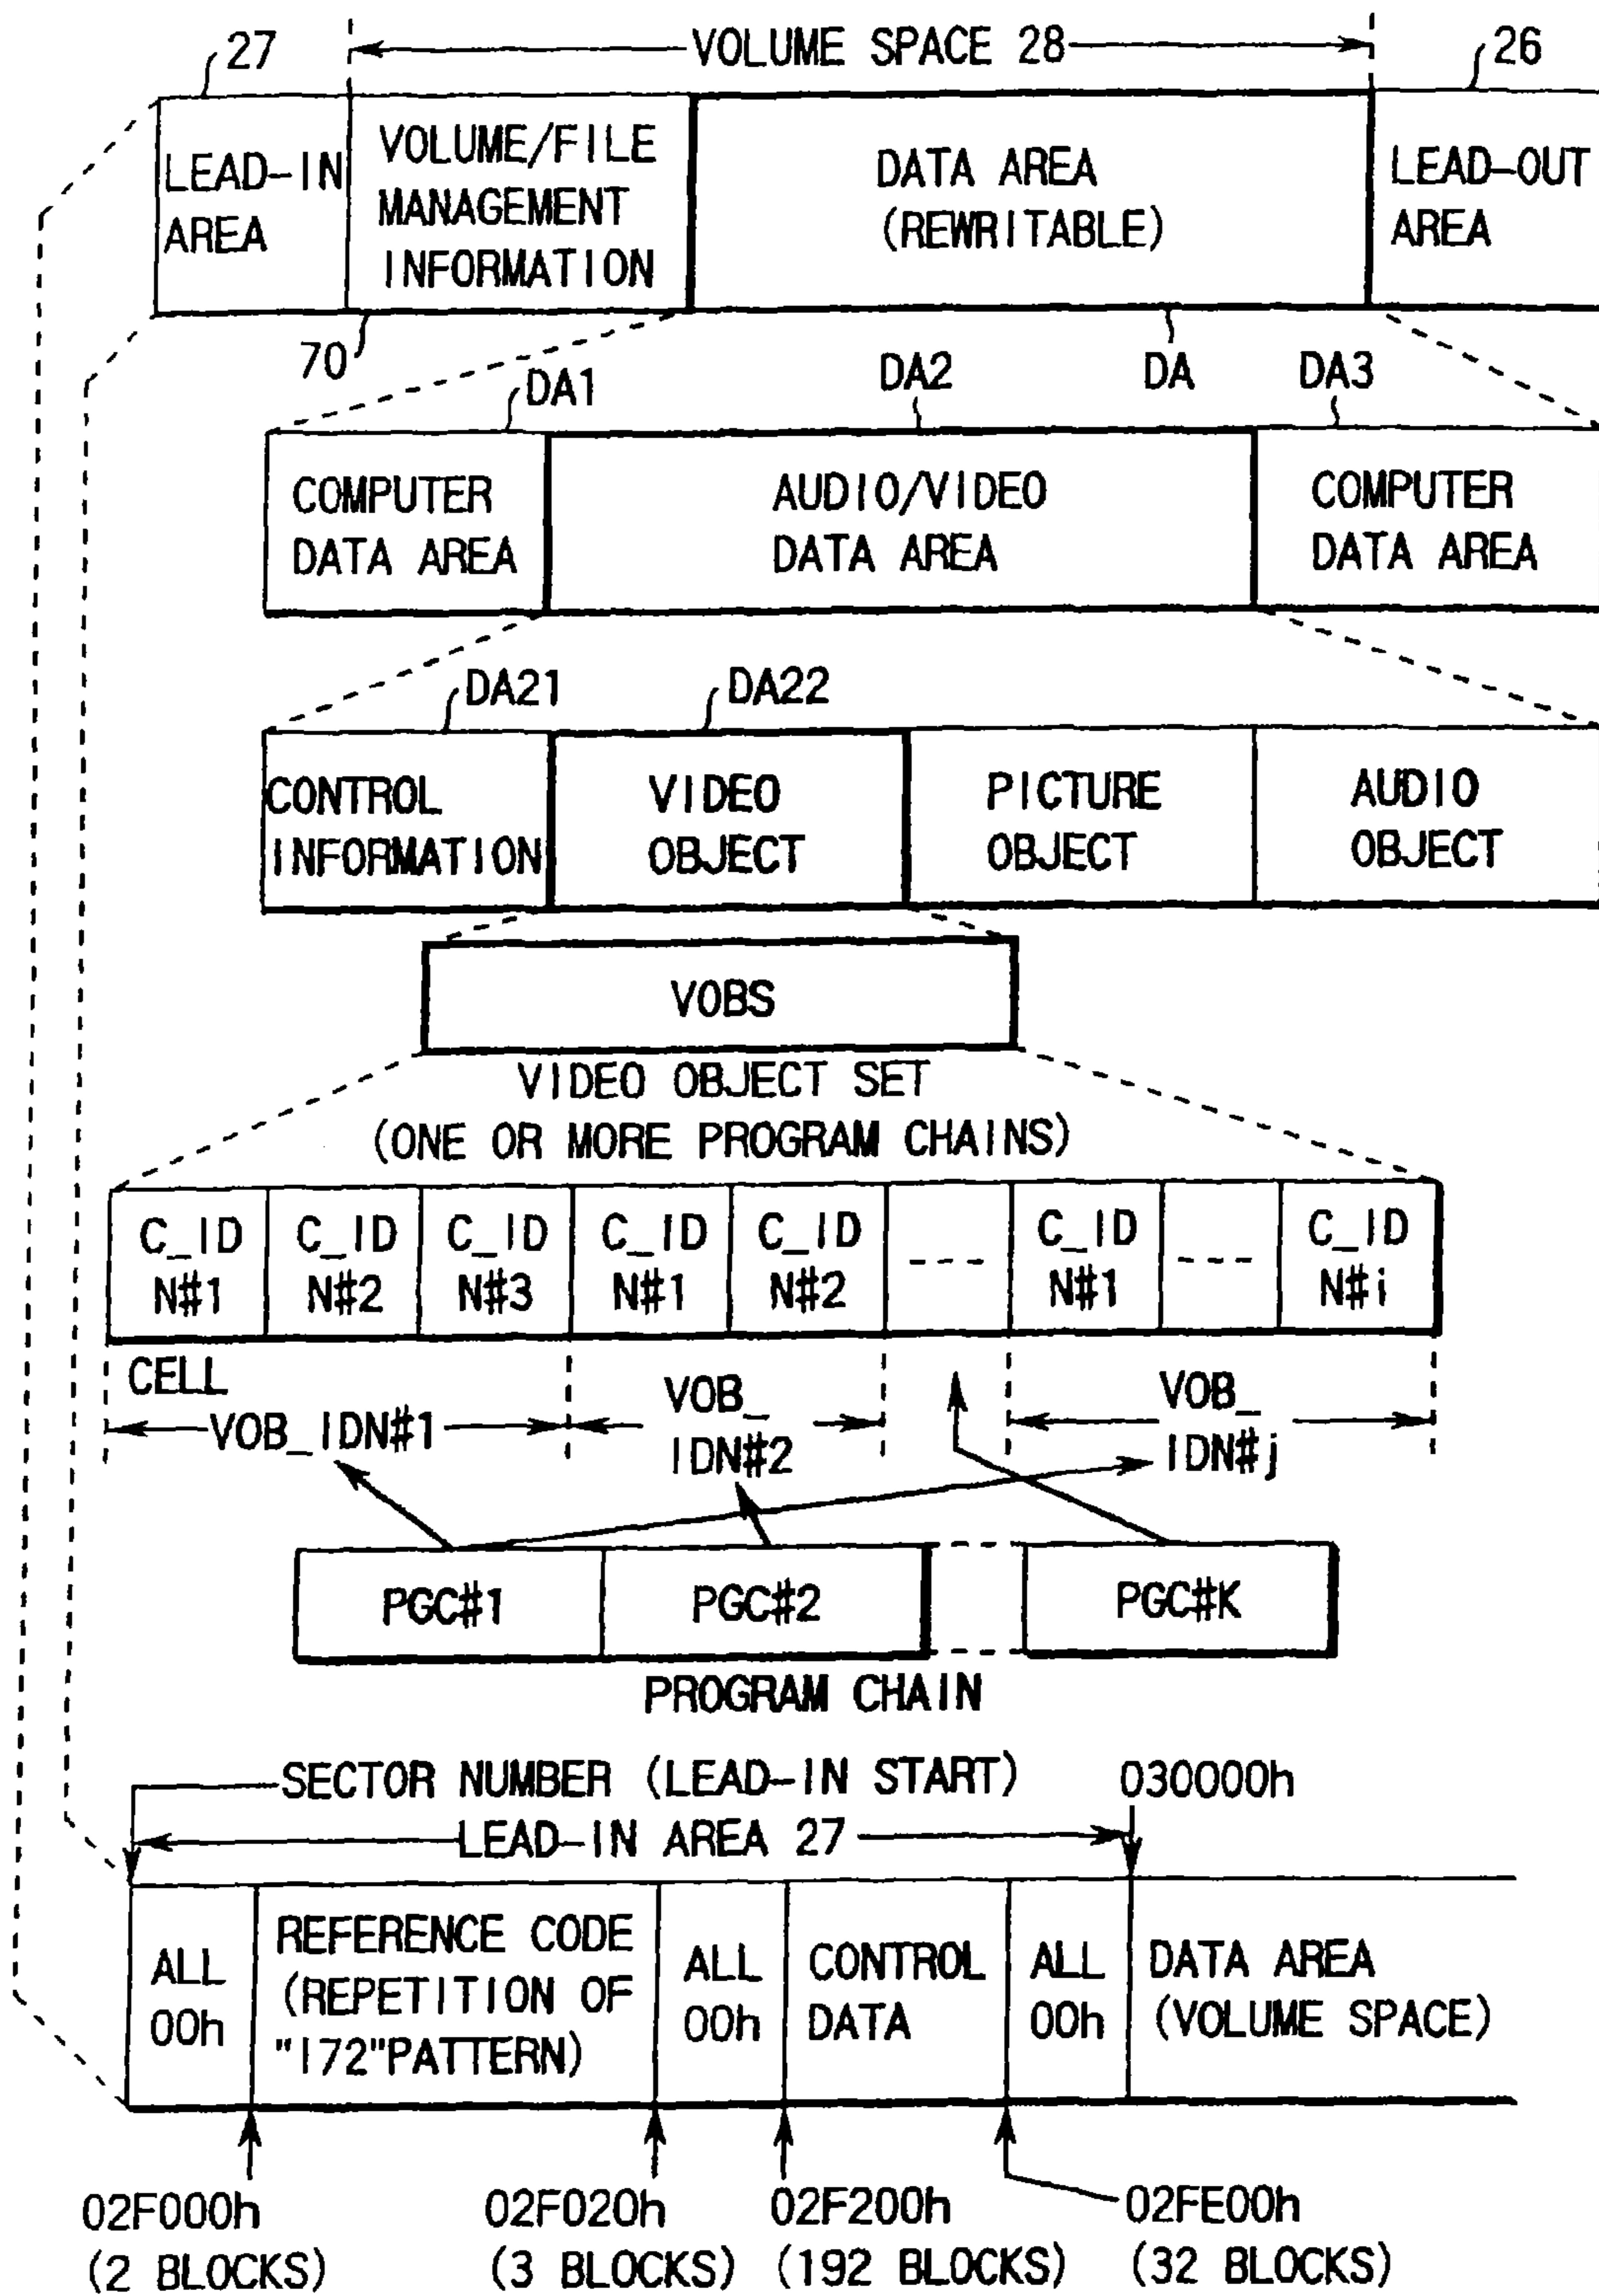 27
VOLUME SPACE 28
26
LEAD-IN
AREA
VOLUME/FILE
MANAGEMENT
INFORMATION
DATA AREA
(REWRITABLE)
LEAD-OUT
AREA
70
DA1
DA2
DA
DA3
COMPUTER
DATA AREA
AUDIO/VIDEO
DATA AREA
COMPUTER
DATA AREA
DA21
DA22
CONTROL
INFORMATION
VIDEO
OBJECT
PICTURE
OBJECT
AUDIO
OBJECT
VOBS
VIDEO OBJECT SET
(ONE OR MORE PROGRAM CHAINS)
C_ID
N#1
C_ID
N#2
C_ID
N#3
C_ID
N#1
C_ID
N#2
----
C_ID
N#1
----
C_ID
N#i
CELL
VOB_IDN#1
VOB_
IDN#2
VOB_
IDN#j
PGC#1
PGC#2
PGC#K
PROGRAM CHAIN
SECTOR NUMBER (LEAD-IN START)
030000h
LEAD-IN AREA 27
ALL
00h
REFERENCE CODE
(REPETITION OF
"172"PATTERN)
ALL
00h
CONTROL
DATA
ALL
00h
DATA AREA
(VOLUME SPACE)
02F000h
(2 BLOCKS)
02F020h
(3 BLOCKS)
02F200h
(192 BLOCKS)
02FE00h
(32 BLOCKS)